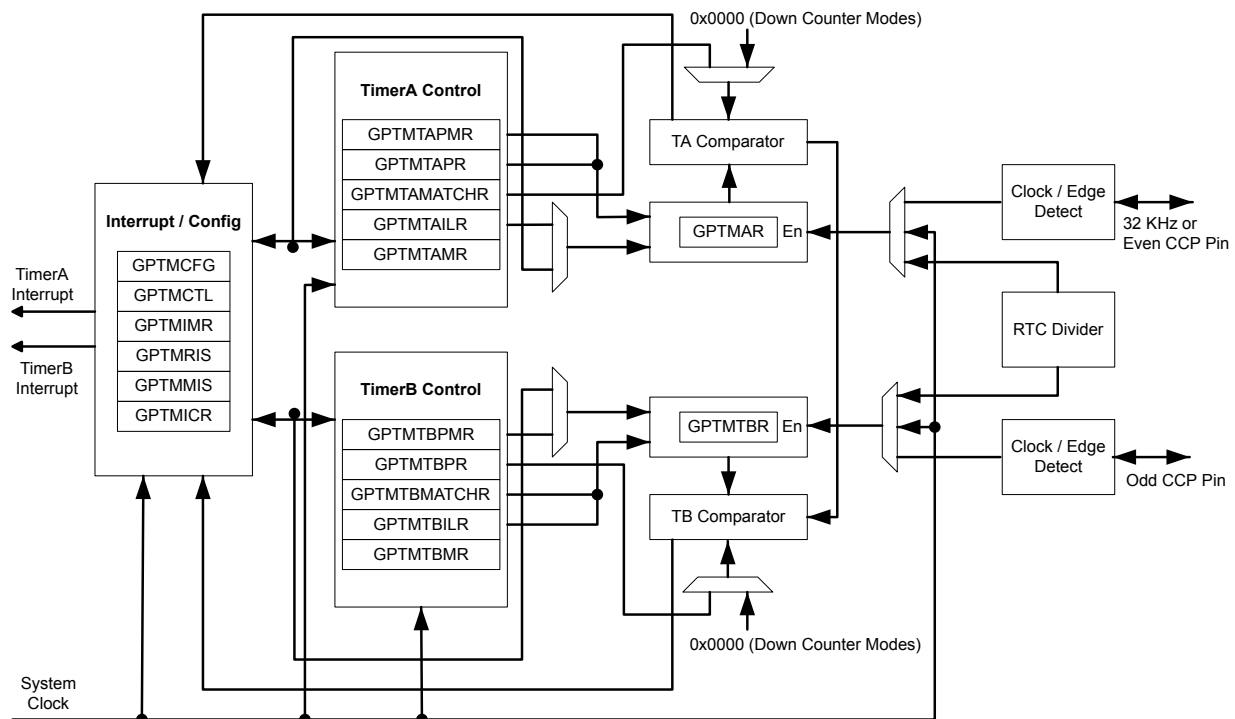 0x0000 (Down Counter Modes)
TimerA Control
GPTMTAPMR
GPTMTAPR
GPTMTAMATCHR
GPTMTAILR
GPTMTAMR
TA Comparator
GPTMAR
En
Clock / Edge
Detect
32 KHz or
Even CCP Pin
Interrupt / Config
GPTMCFG
GPTMCTL
GPTMIMR
GPTMRIS
GPTMMIS
GPTMICR
TimerA
Interrupt
TimerB
Interrupt
RTC Divider
TimerB Control
GPTMTBPMR
GPTMTBPR
GPTMTBMATCHR
GPTMTBILR
GPTMTBMR
GPTMTBR
En
TB Comparator
Clock / Edge
Detect
Odd CCP Pin
0x0000 (Down Counter Modes)
System
Clock